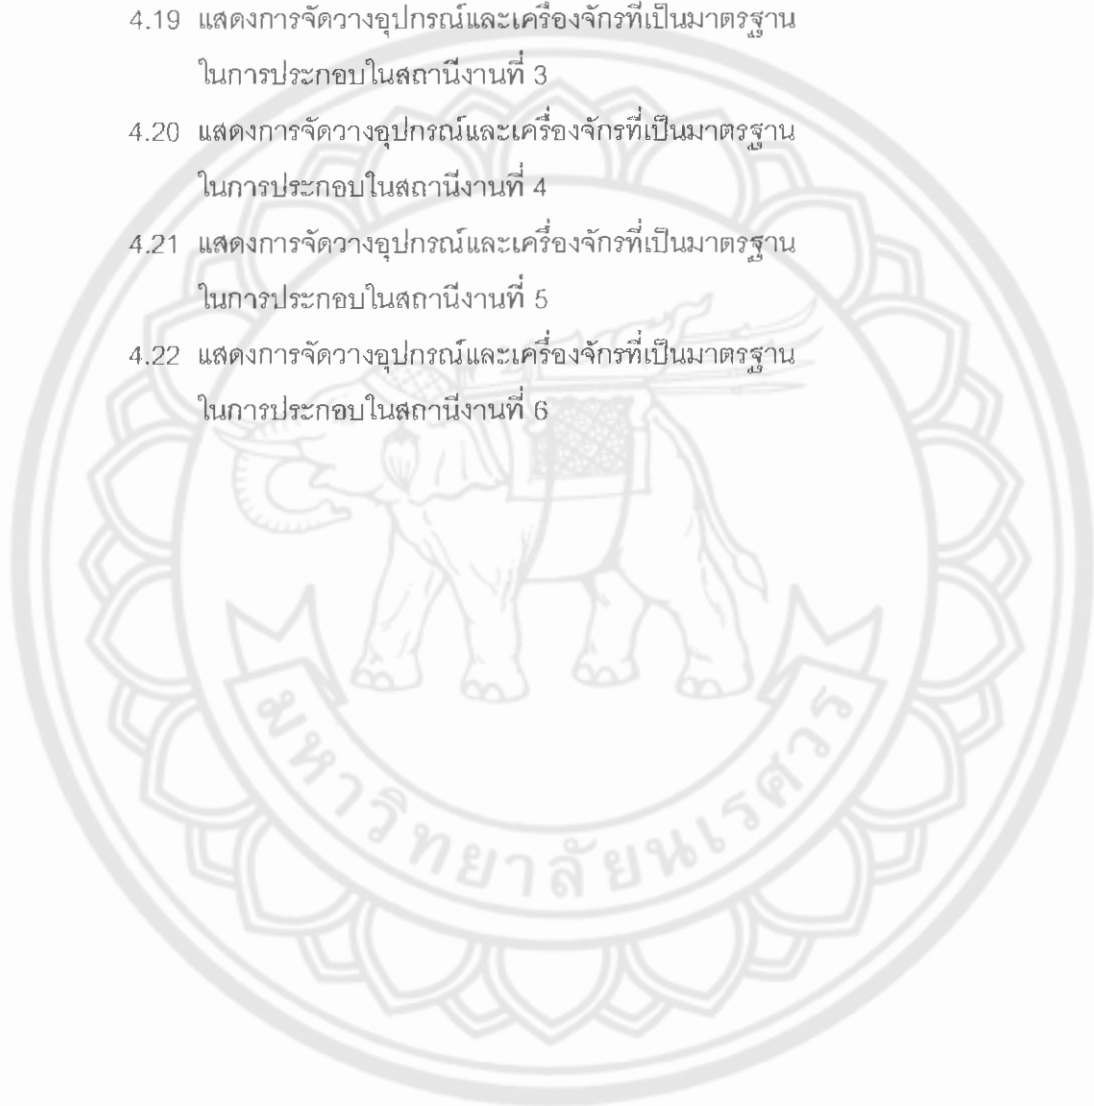 4.19 แสดงการจัดวางอุปกรณ์และเครื่องจักรที่เป็นมาตรฐาน
ในการประกอบในสถานีงานที่ 3
4.20 แสดงการจัดวางอุปกรณ์และเครื่องจักรที่เป็นมาตรฐาน
ในการประกอบในสถานีงานที่ 4
4.21 แสดงการจัดวางอุปกรณ์และเครื่องจักรที่เป็นมาตรฐาน
ในการประกอบในสถานีงานที่ 5
4.22 แสดงการจัดวางอุปกรณ์และเครื่องจักรที่เป็นมาตรฐาน
ในการประกอบในสถานีงานที่ 6
มหาวิทยาลัยนเรศวร